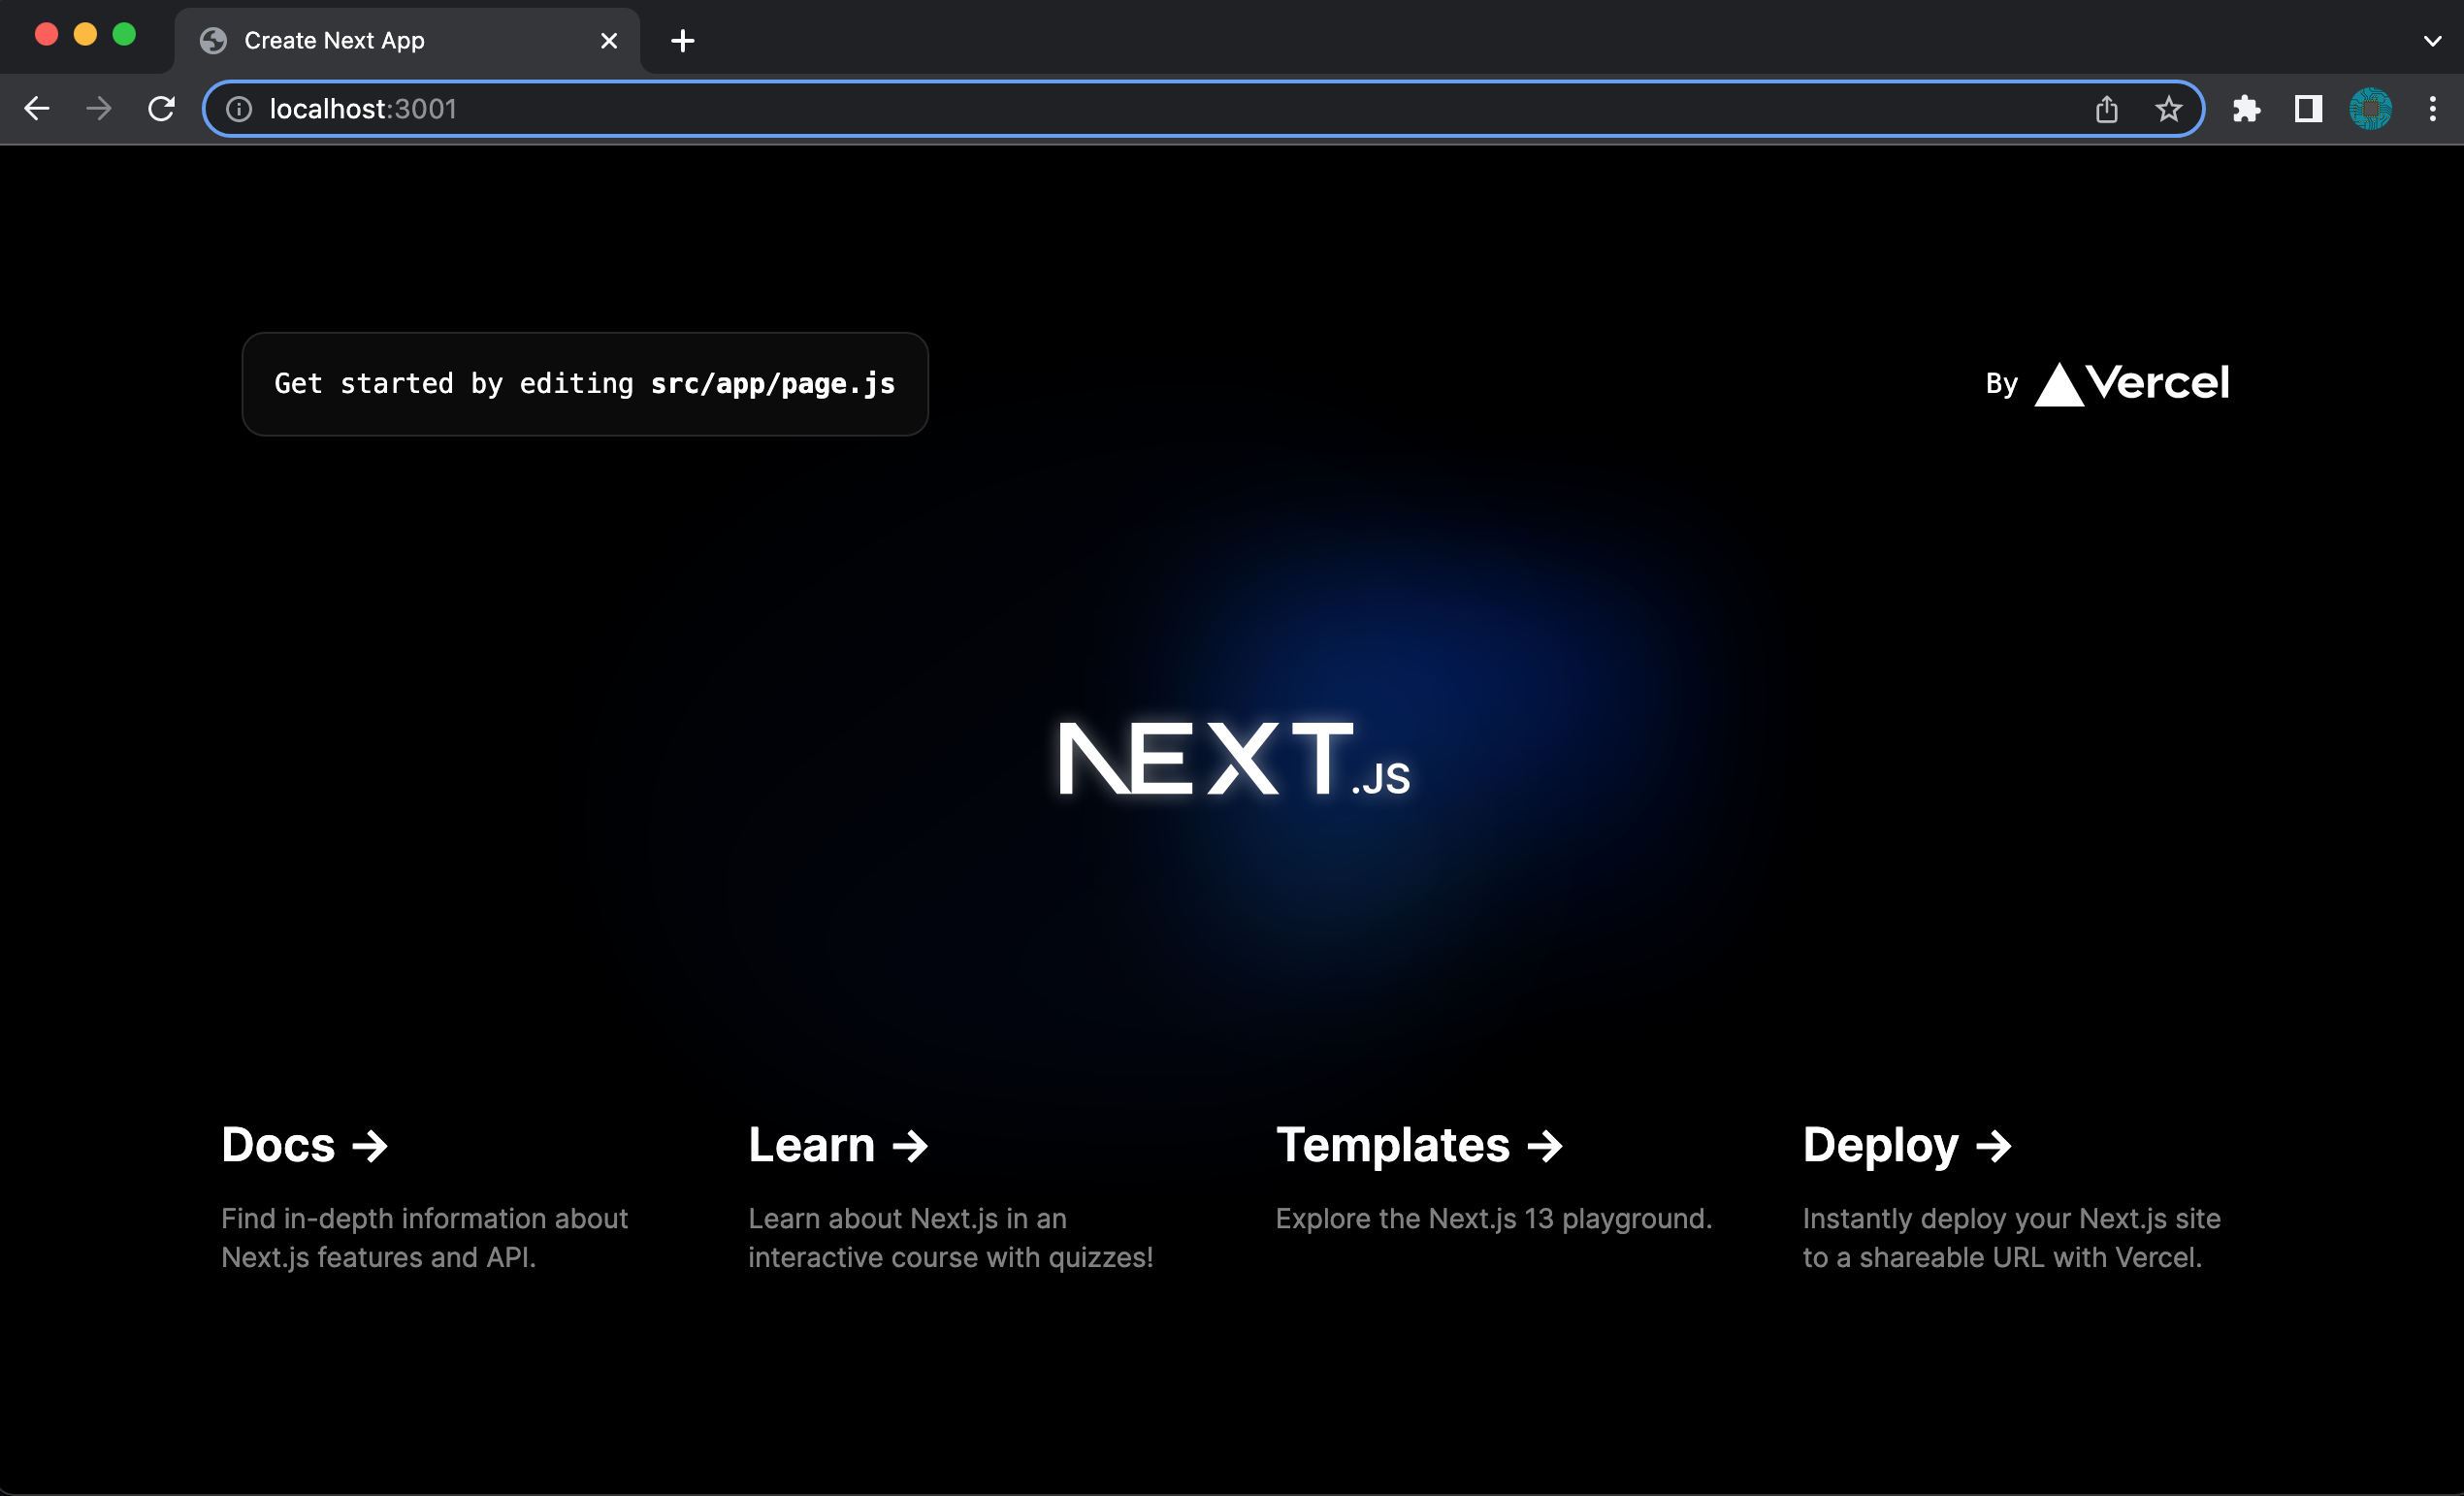 Create Next App
localhost:3001
Get started by editing src/app/page.js
By Vercel
NEXT.JS
Docs →
Find in-depth information about
Next.js features and API.
Learn →
Learn about Next.js in an
interactive course with quizzes!
Templates →
Explore the Next.js 13 playground.
Deploy →
Instantly deploy your Next.js site
to a shareable URL with Vercel.